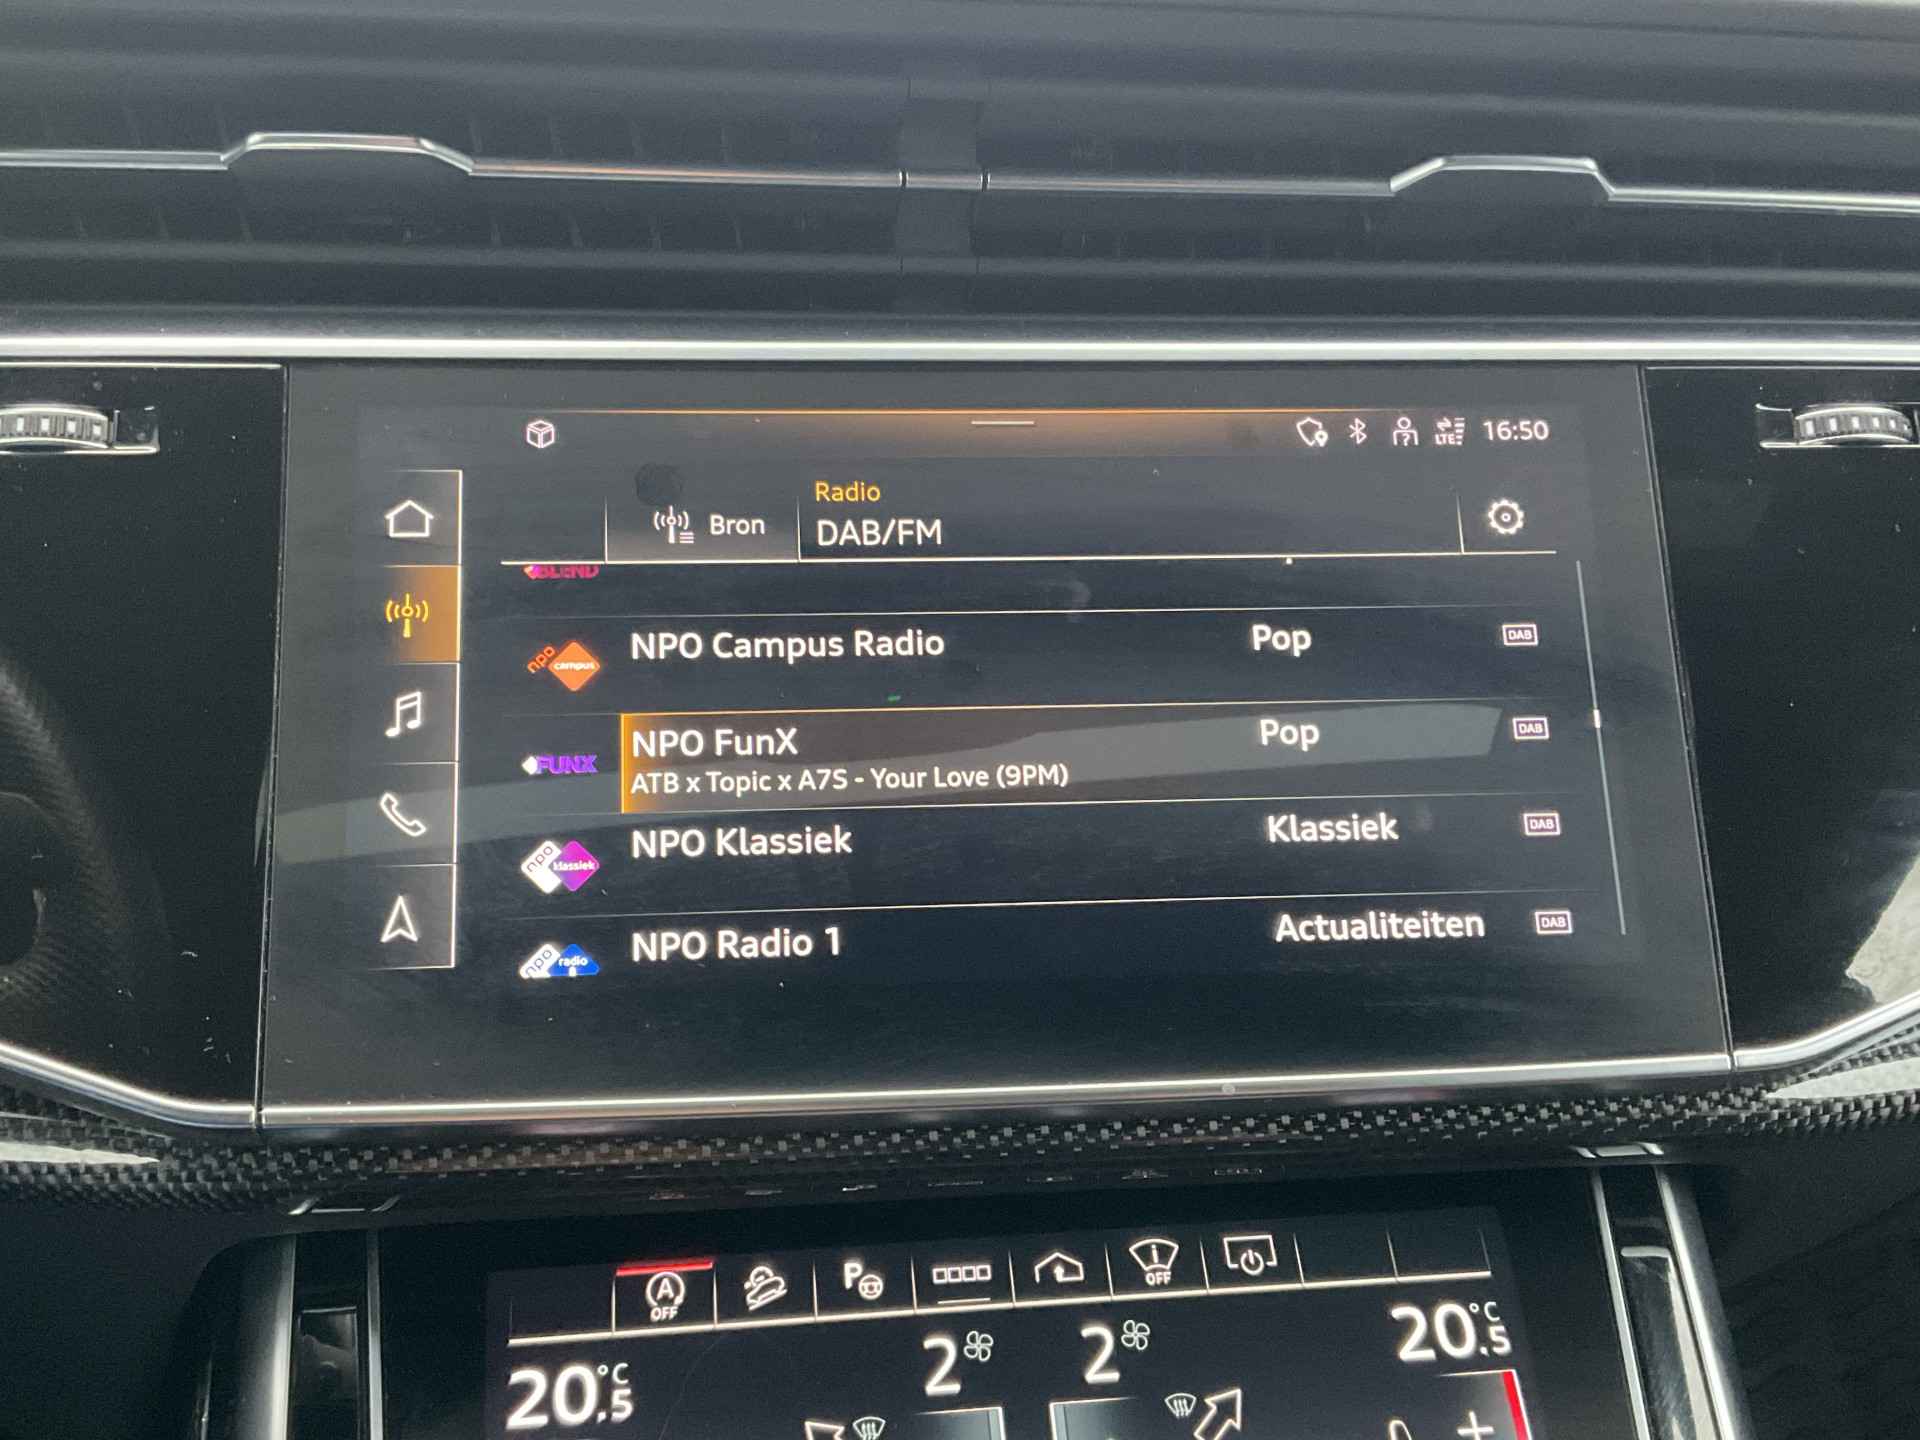 LTE 16:50
Radio
Bron DAB/FM
BLEND
npo campus NPO Campus Radio Pop DAB
FUNX NPO FunX Pop DAB
ATB x Topic x A7S - Your Love (9PM)
npo klassiek NPO Klassiek Klassiek DAB
npo radio NPO Radio 1 Actualiteiten DAB
A OFF P OFF
20.5 °C 2 2 20.5 °C